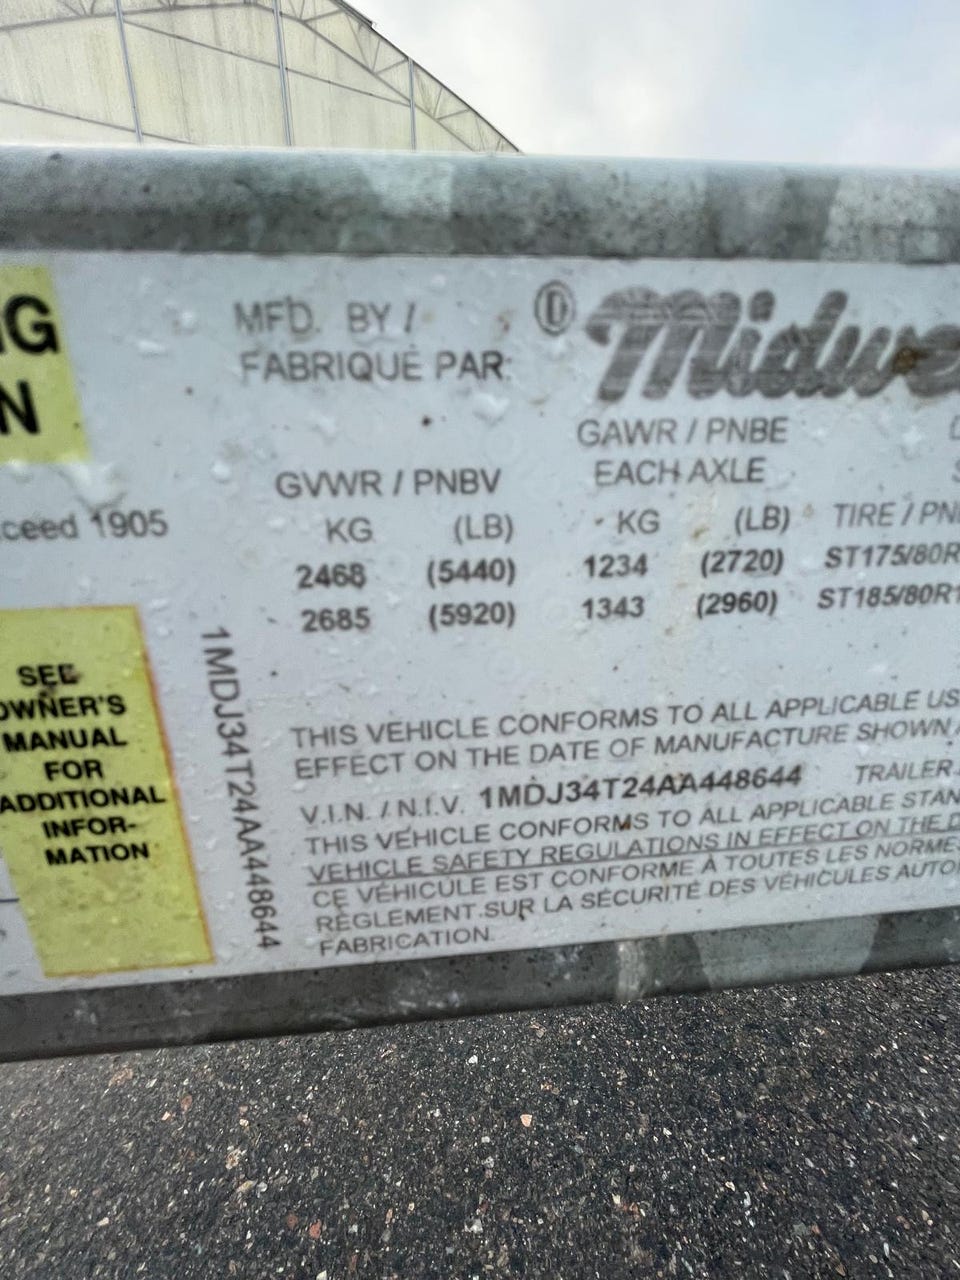 G
N
ceed 1905
MFD. BY /
FABRIQUÉ PAR:
GVWR / PNBV
KG (LB)
2468 (5440)
2685 (5920)
GAWR / PNBE
EACH AXLE
KG (LB)
1234 (2720)
1343 (2960)
TIRE / PN
ST175/80R
ST185/80R1
SEE
OWNER'S
MANUAL
FOR
ADDITIONAL
INFOR-
MATION
1MDJ34T24AA448644
THIS VEHICLE CONFORMS TO ALL APPLICABLE US
EFFECT ON THE DATE OF MANUFACTURE SHOWN
V.I.N. / N.I.V. 1MDJ34T24AA448644 TRAILER
THIS VEHICLE CONFORMS TO ALL APPLICABLE STAN
VEHICLE SAFETY REGULATIONS IN EFFECT ON THE D
CE VÉHICULE EST CONFORME À TOUTES LES NORMES
RÈGLEMENT SUR LA SÉCURITÉ DES VÉHICULES AUTO
FABRICATION.
Midwe